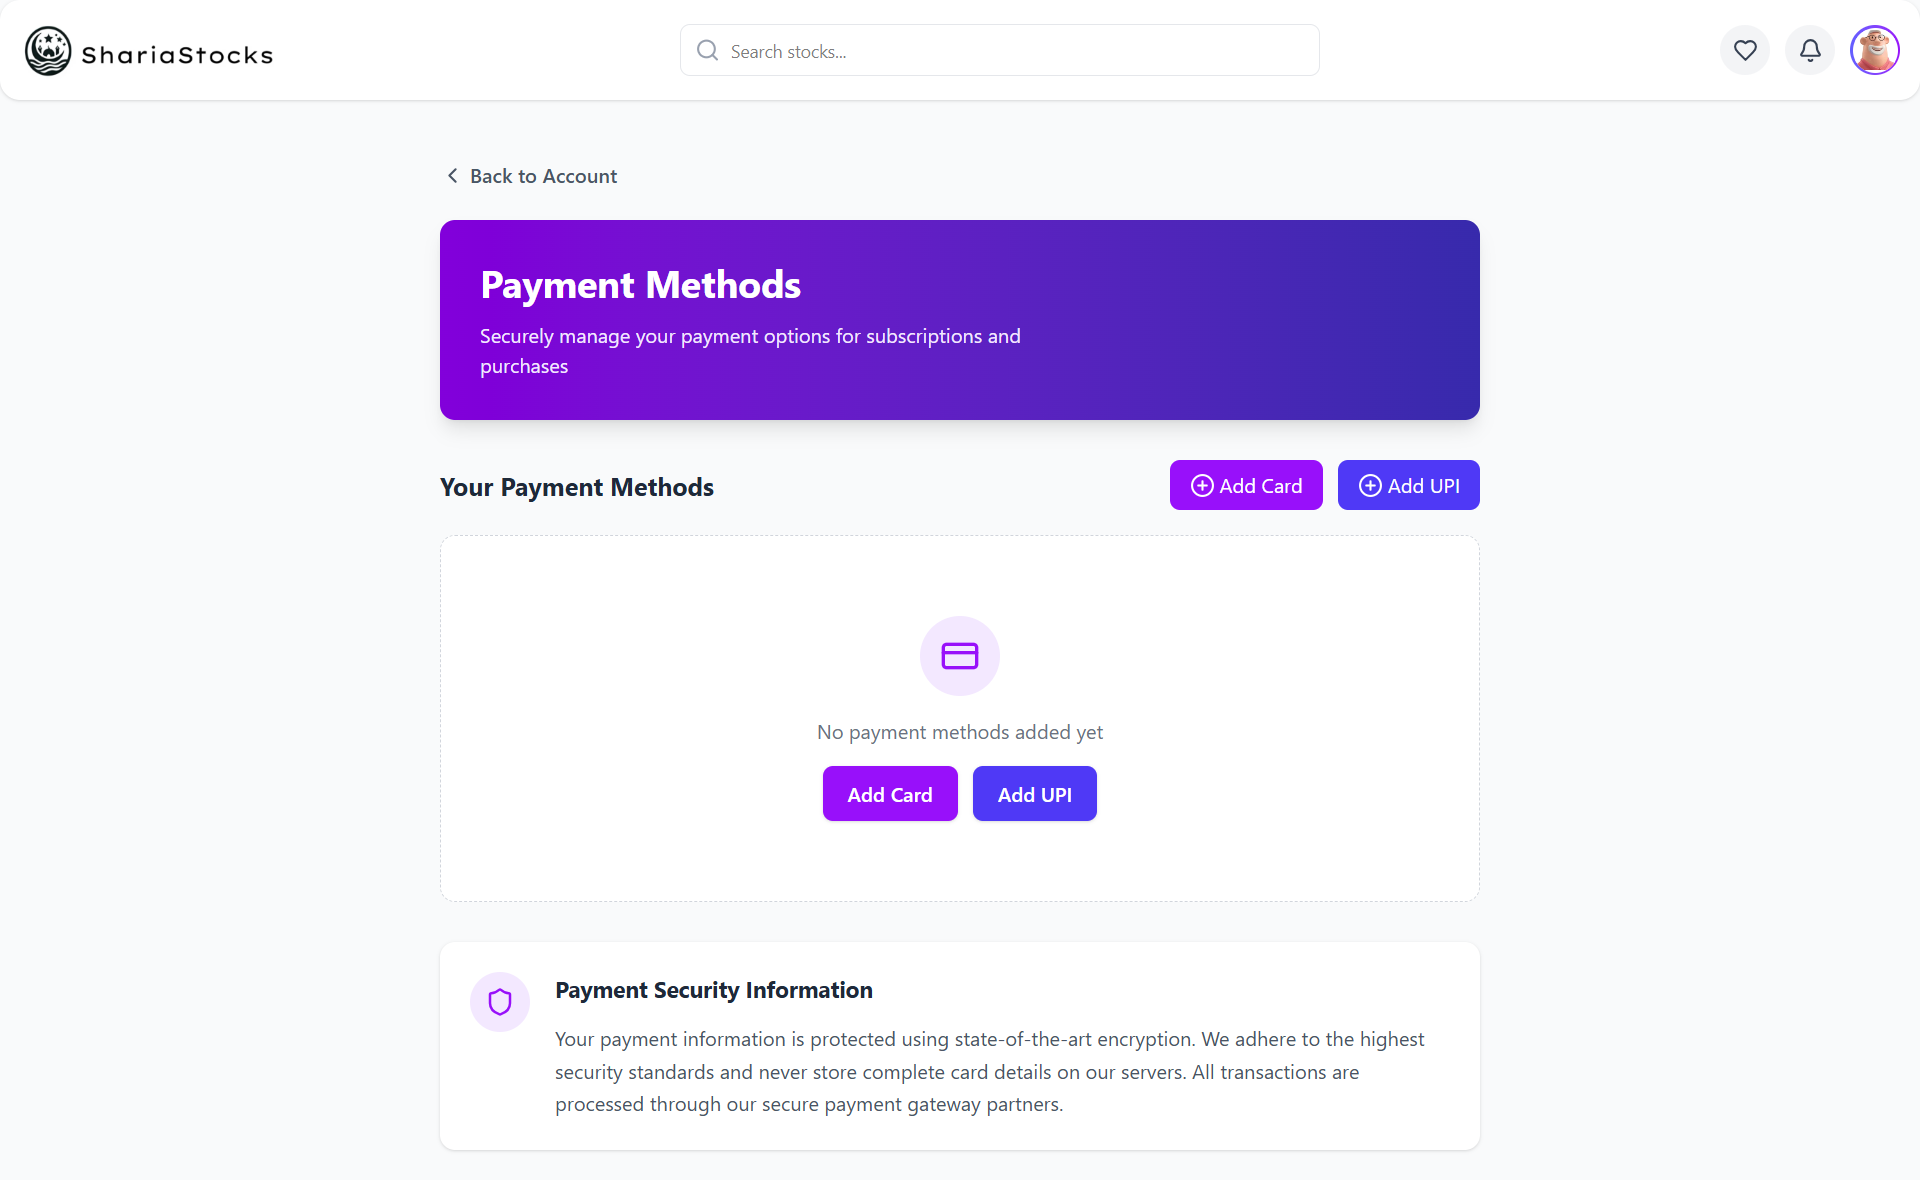 ShariaStocks
Search stocks...
Back to Account
Payment Methods
Securely manage your payment options for subscriptions and
purchases
Your Payment Methods
Add Card
Add UPI
No payment methods added yet
Add Card
Add UPI
Payment Security Information
Your payment information is protected using state-of-the-art encryption. We adhere to the highest
security standards and never store complete card details on our servers. All transactions are
processed through our secure payment gateway partners.